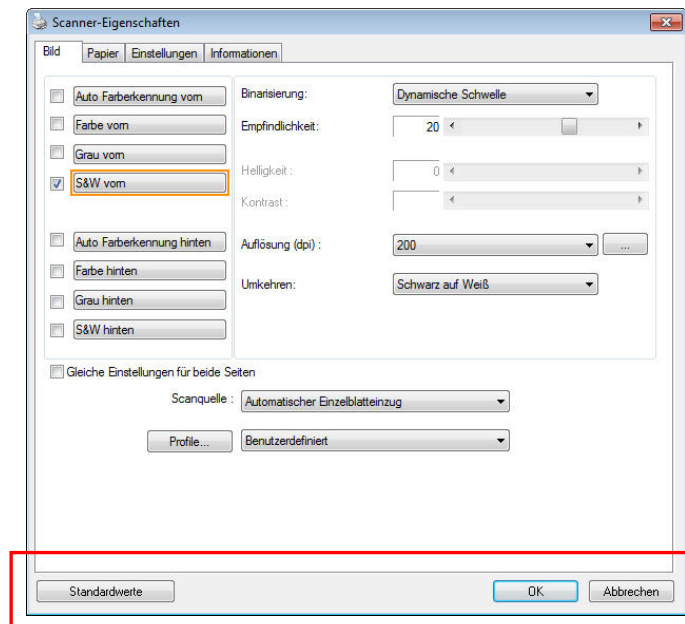 Scanner-Eigenschaften
Bild Papier Einstellungen Informationen
Auto Farberkennung vorn Binarisierung: Dynamische Schwelle
Farbe vorn Empfindlichkeit: 20
Grau vorn
Helligkeit : 0
S&W vorn
Kontrast :
Auto Farberkennung hinten Auflösung (dpi) : 200 ...
Farbe hinten
Umkehren: Schwarz auf Weiß
Grau hinten
S&W hinten
Gleiche Einstellungen für beide Seiten
Scanquelle : Automatischer Einzelblatteinzug
Profile... Benutzerdefiniert
Standardwerte OK Abbrechen